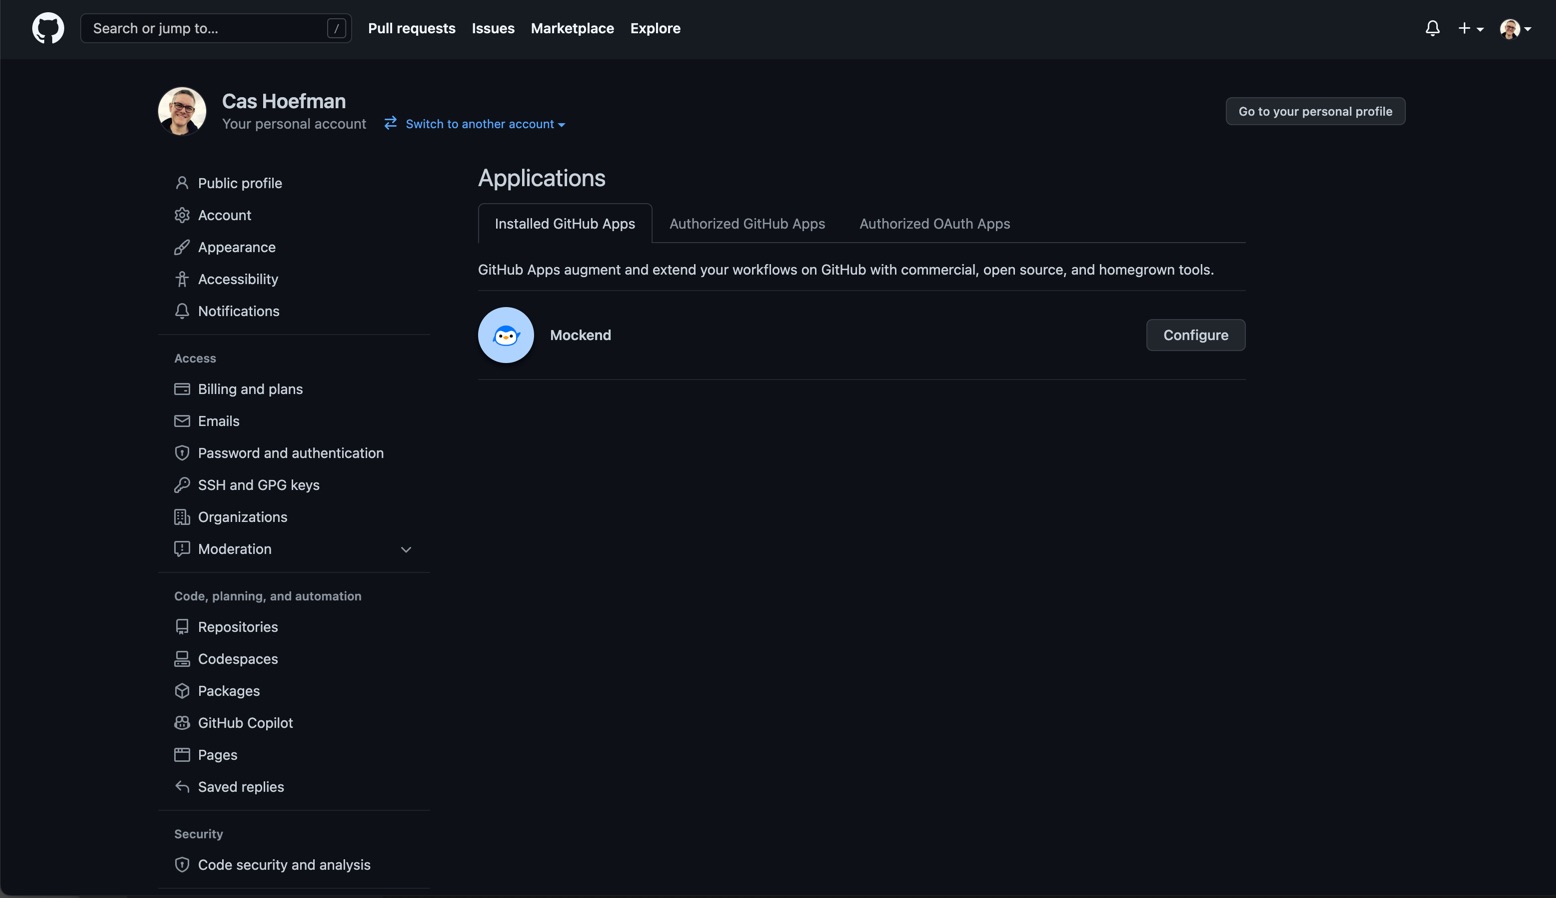 Search or jump to... /
Pull requests
Issues
Marketplace
Explore
Cas Hoefman
Your personal account
Switch to another account
Go to your personal profile
Public profile
Account
Appearance
Accessibility
Notifications
Access
Billing and plans
Emails
Password and authentication
SSH and GPG keys
Organizations
Moderation
Code, planning, and automation
Repositories
Codespaces
Packages
GitHub Copilot
Pages
Saved replies
Security
Code security and analysis
Applications
Installed GitHub Apps
Authorized GitHub Apps
Authorized OAuth Apps
GitHub Apps augment and extend your workflows on GitHub with commercial, open source, and homegrown tools.
Mockend
Configure